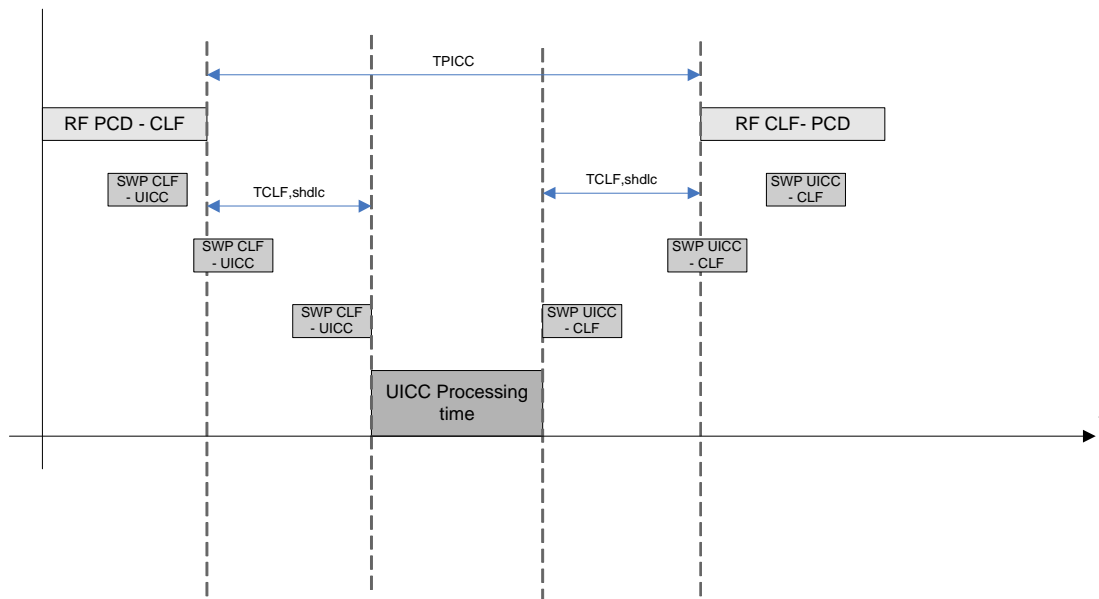 TPICC
RF PCD - CLF
RF CLF- PCD
SWP CLF
- UICC
TCLF,shdlc
TCLF,shdlc
SWP UICC
- CLF
SWP CLF
- UICC
SWP UICC
- CLF
SWP CLF
- UICC
SWP UICC
- CLF
UICC Processing
time